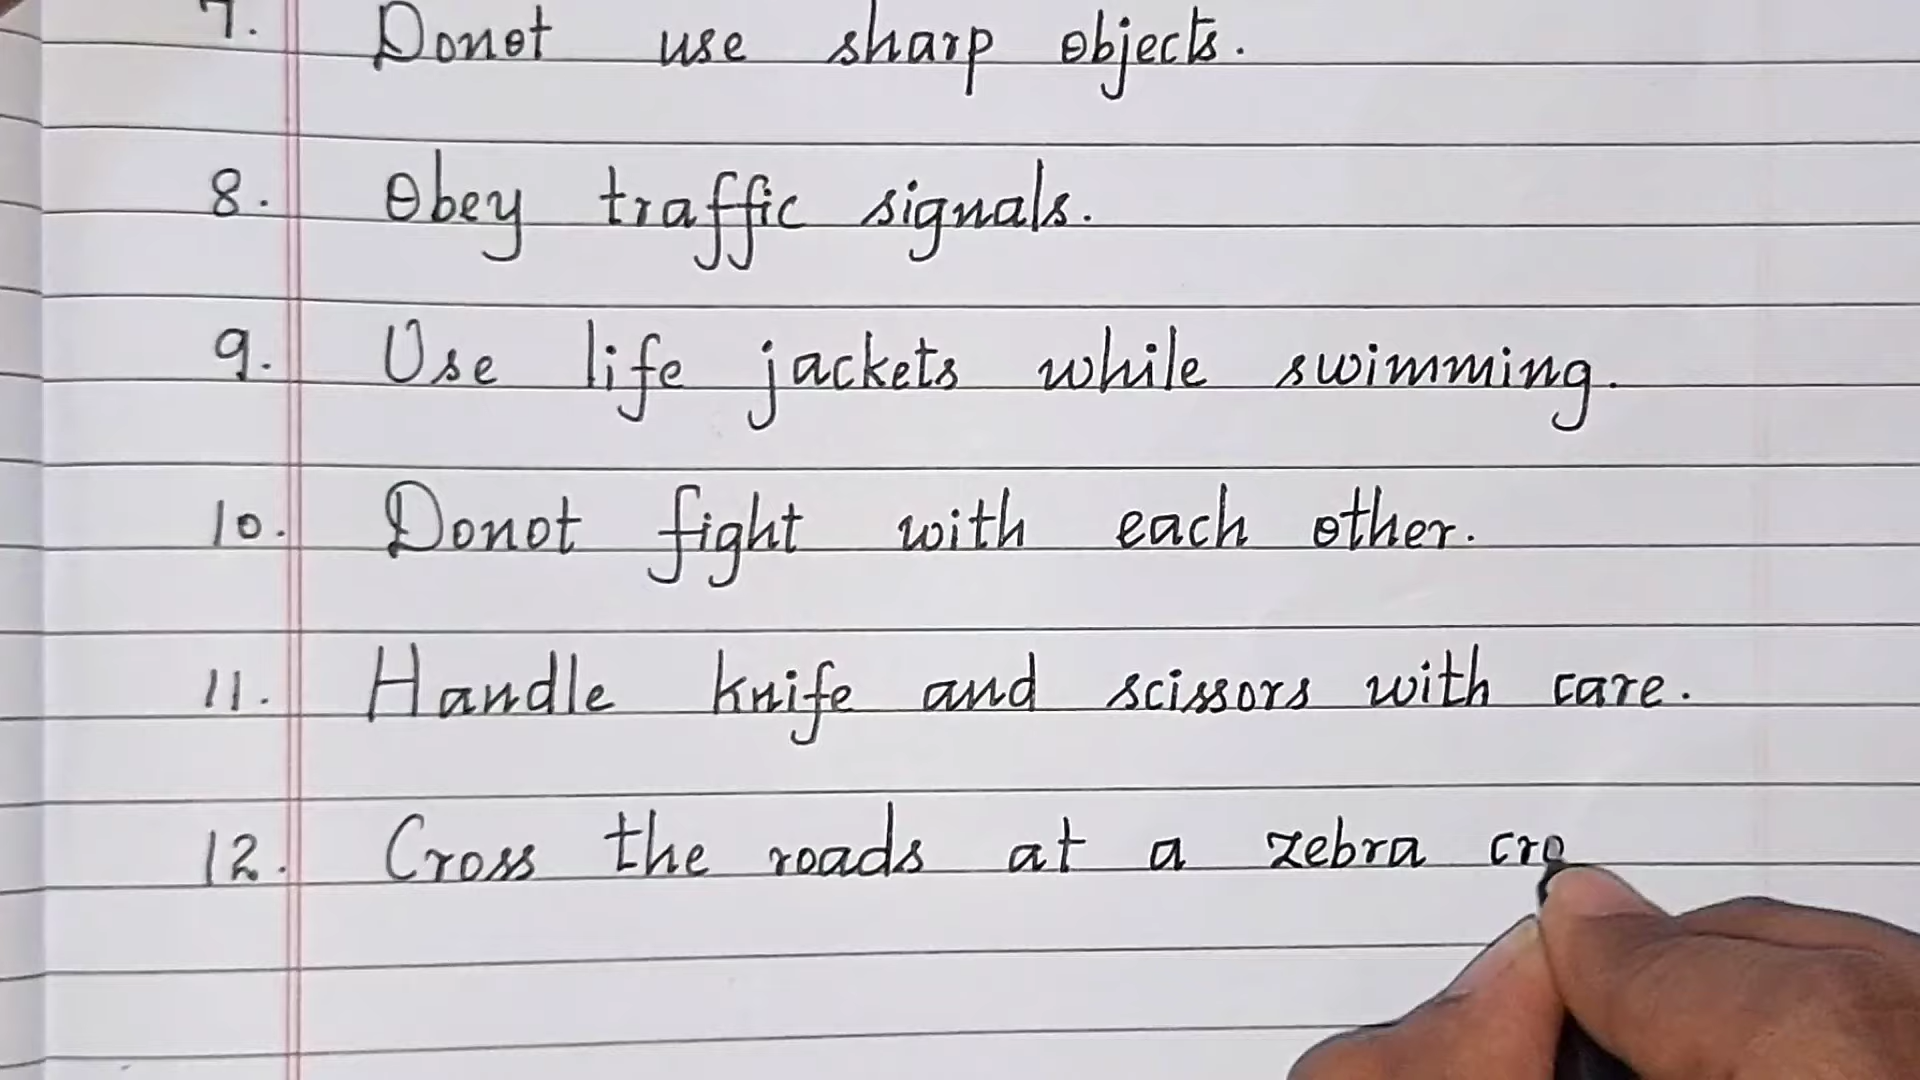 7. Donot use sharp objects.
8. Obey traffic signals.
9. Use life jackets while swimming.
10. Donot fight with each other.
11. Handle knife and scissors with care.
12. Cross the roads at a zebra cro